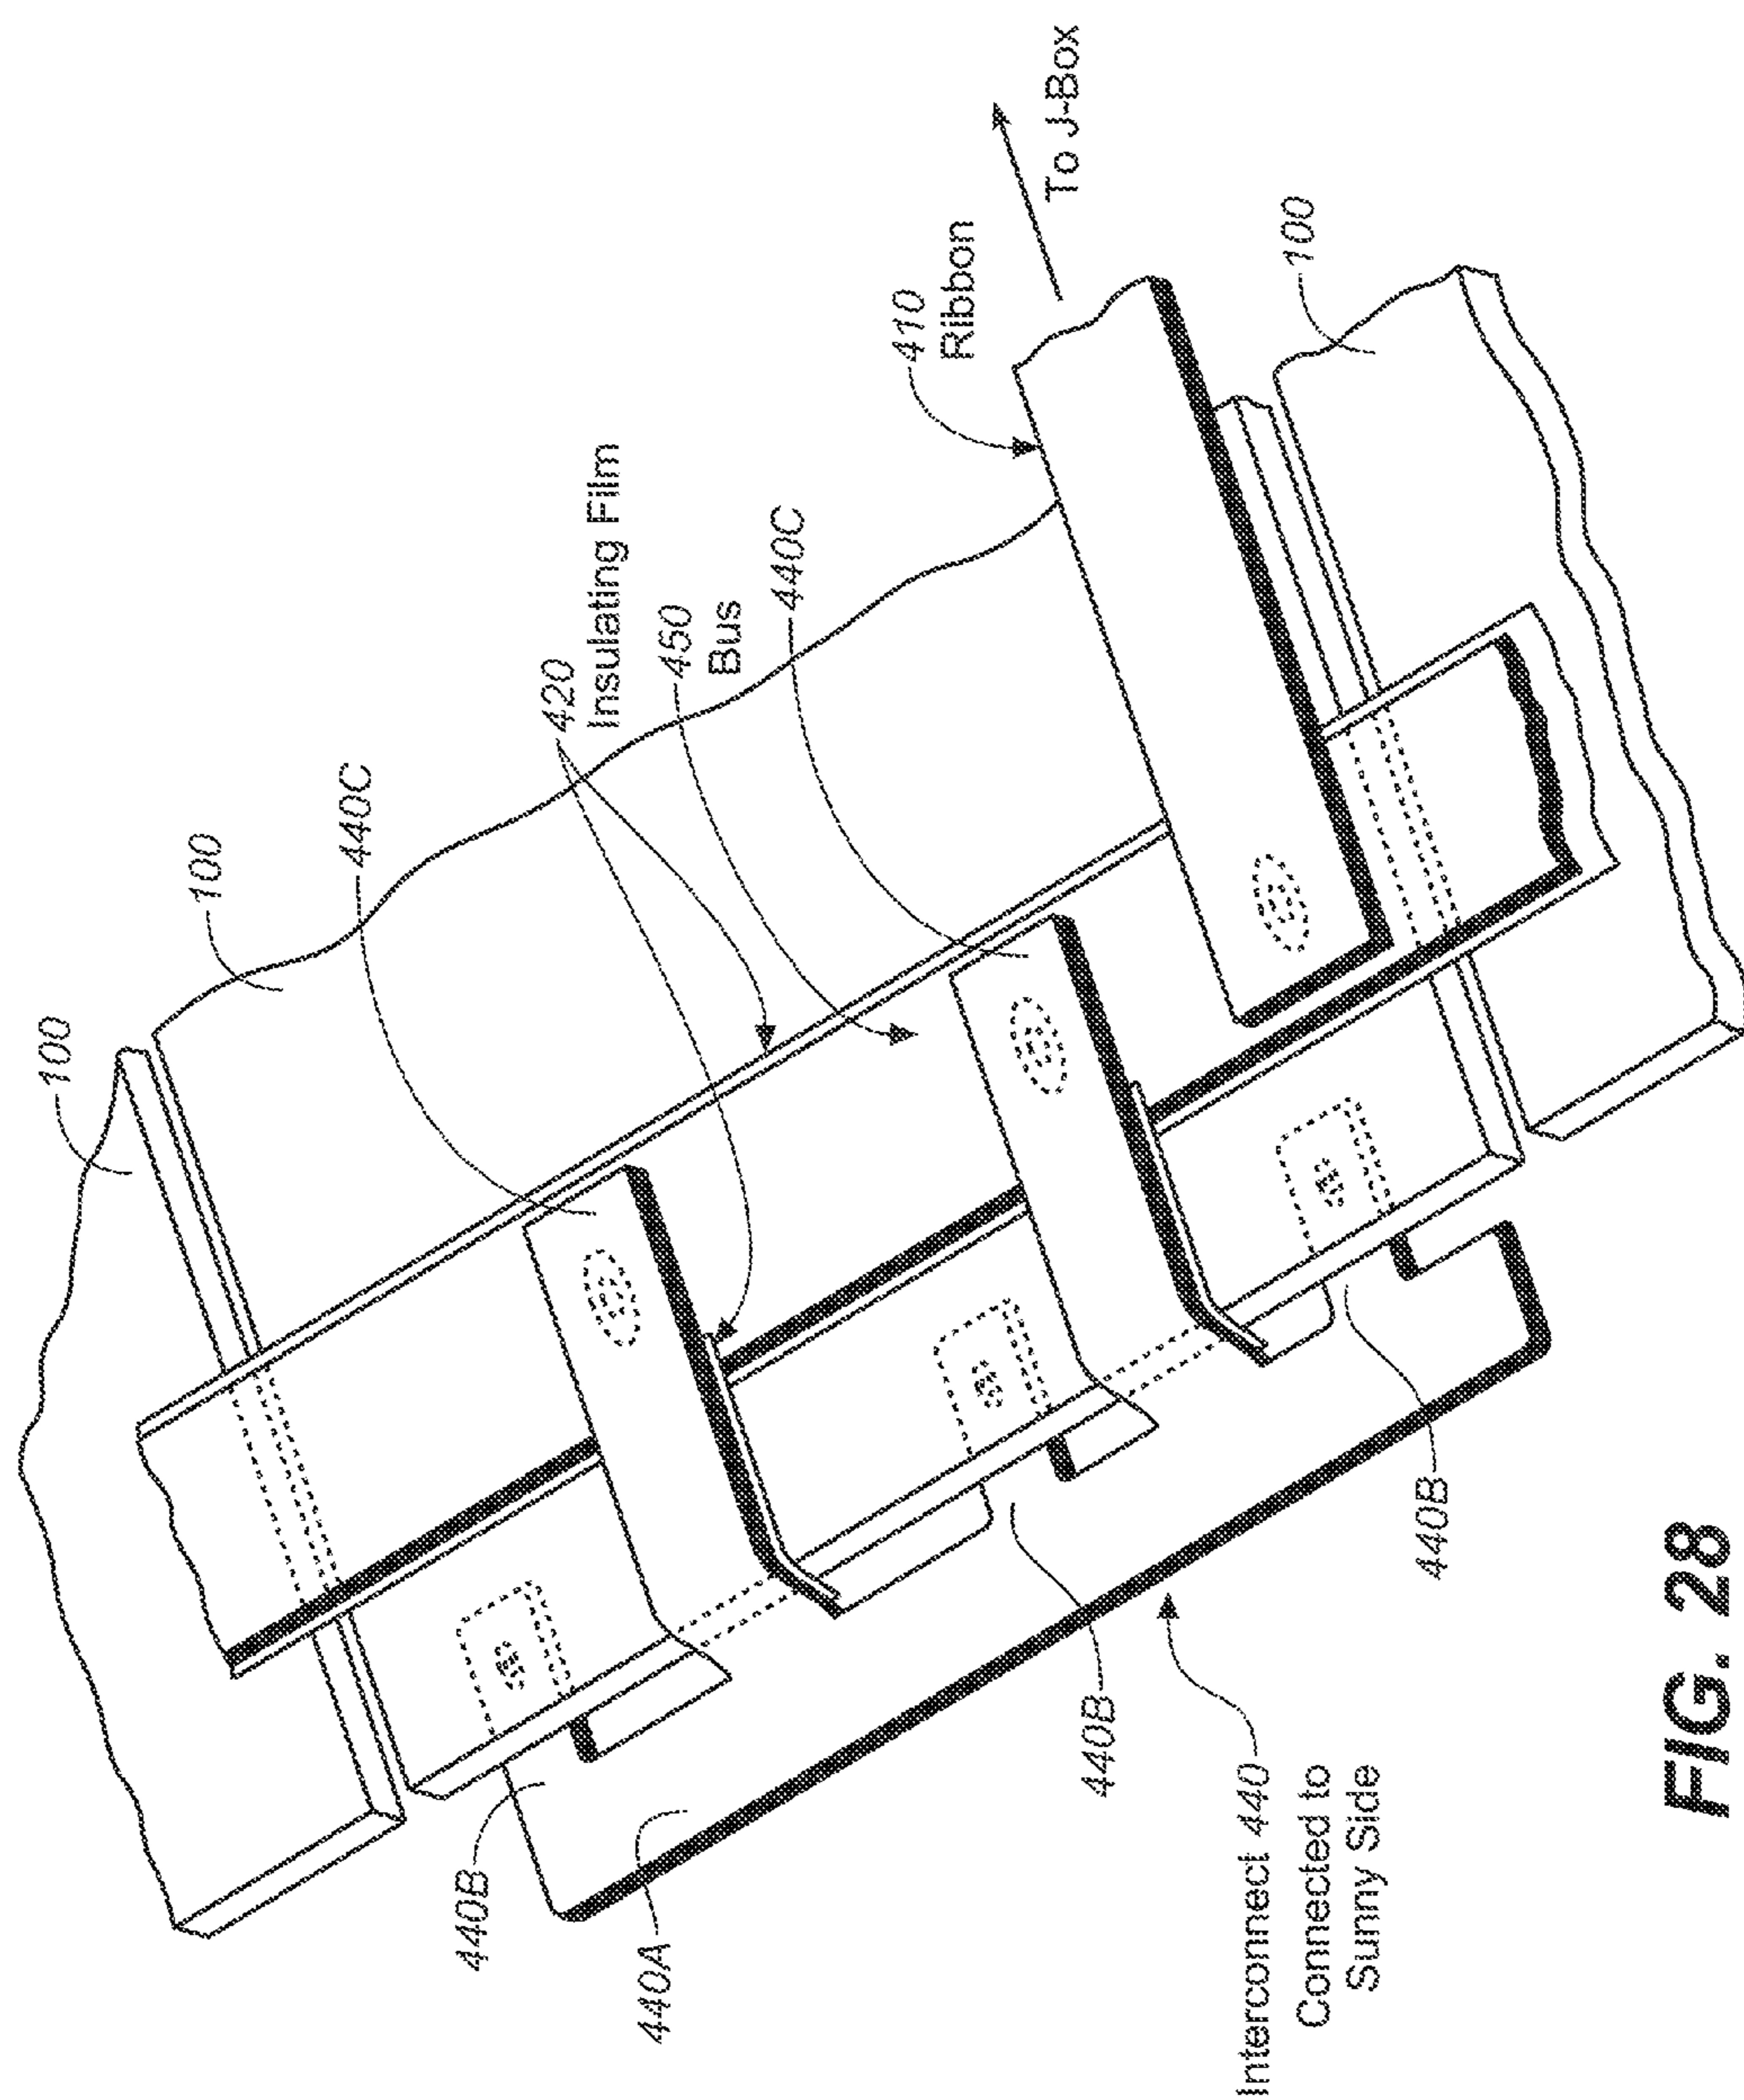 100
100
440C
420
Insulating Film
450
Bus
440C
410
Ribbon
To J-Box
100
440B
440A
440B
440B
Interconnect 440
Connected to
Sunny Side
FIG. 28